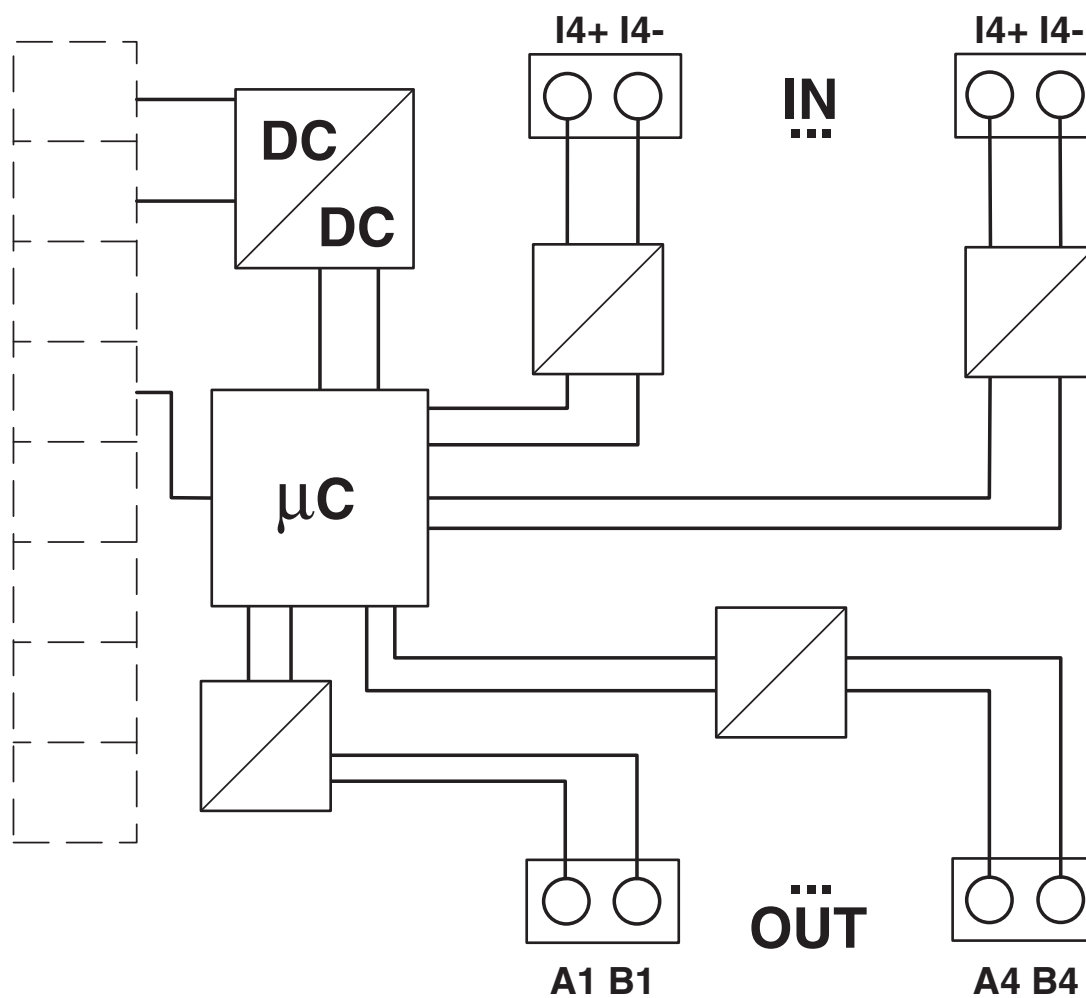 I4+ I4-
I4+ I4-
IN
DC
DC
μC
OUT
A1 B1
A4 B4